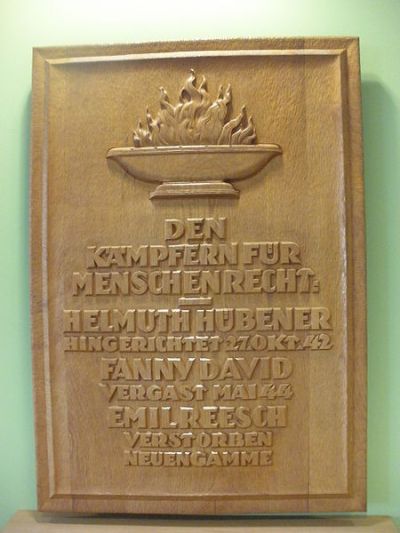 DEN
KÄMPFERN FÜR
MENSCHENRECHT:
HELMUTH HÜBENER
HINGERICHTET 27.OKT.42
FANNY DAVID
VERGAST MAI 44
EMIL REESCH
VERSTORBEN
NEUENGAMME